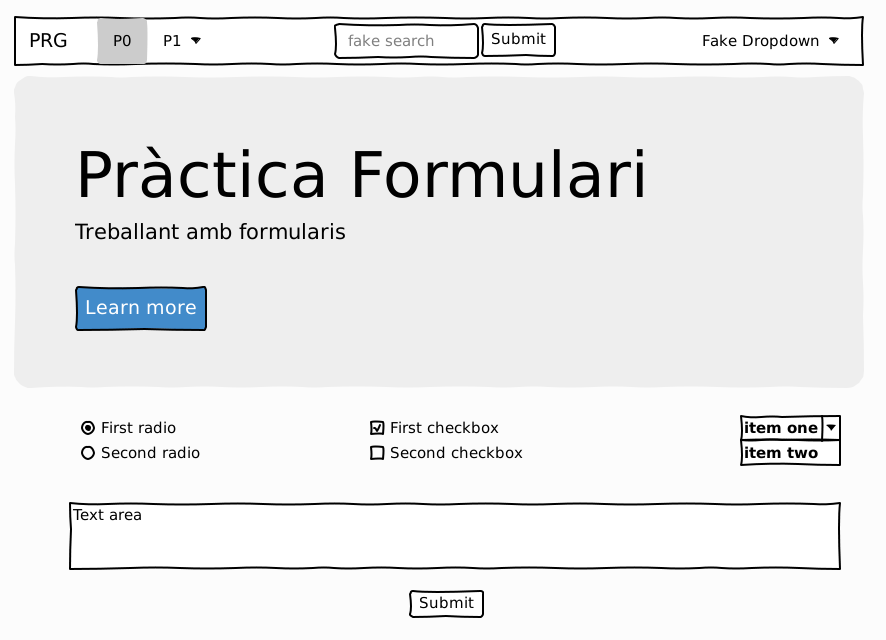 PRG P0 P1 fake search Submit Fake Dropdown
Pràctica Formulari
Treballant amb formularis
Learn more
First radio First checkbox item one
Second radio Second checkbox item two
Text area
Submit